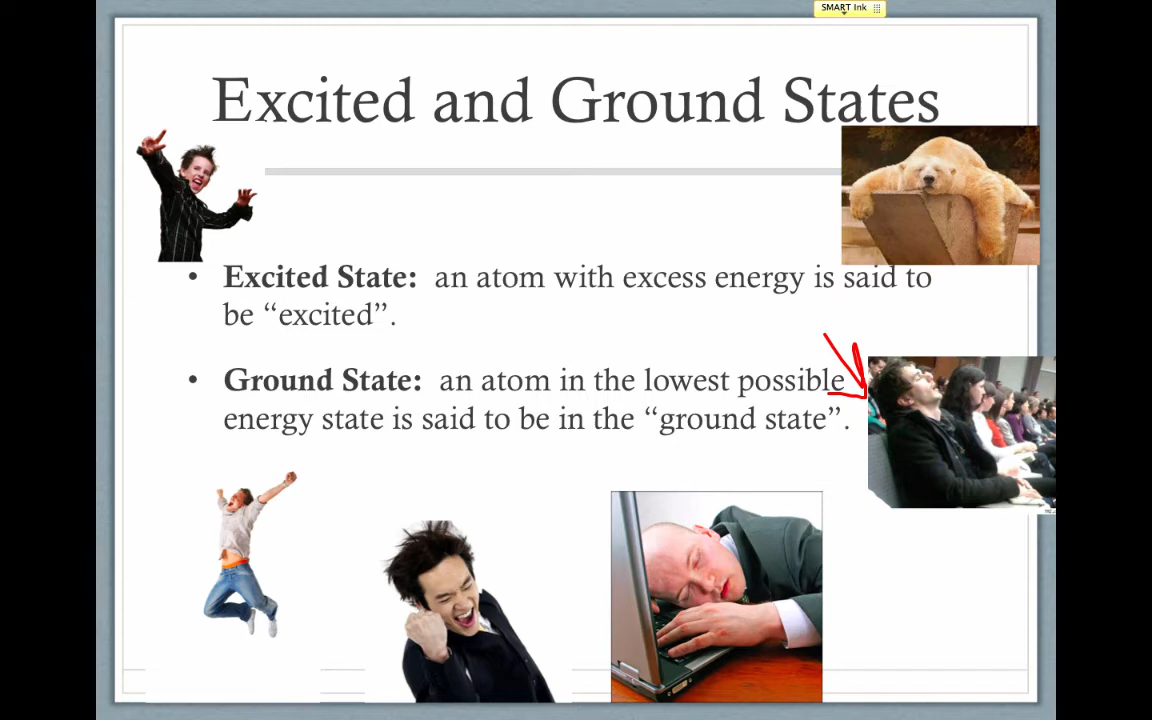 SMART Ink
Excited and Ground States
• Excited State: an atom with excess energy is said to
be “excited”.
• Ground State: an atom in the lowest possible
energy state is said to be in the “ground state”.